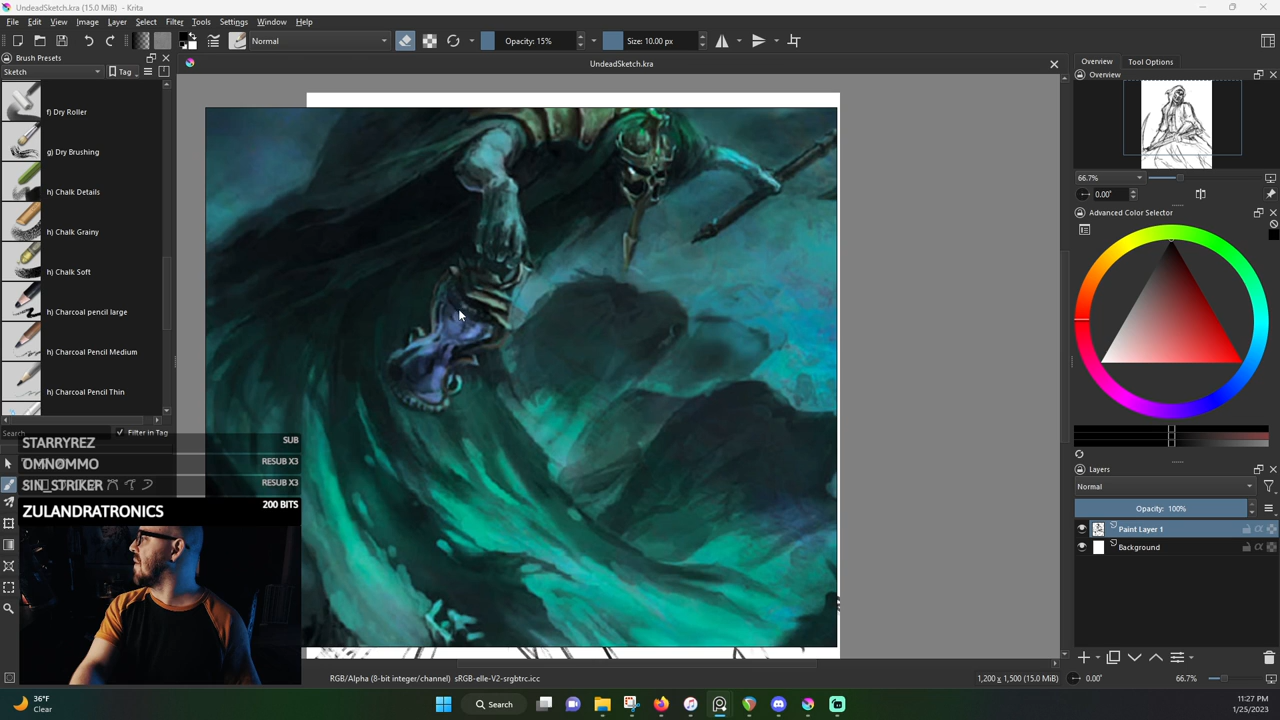 UndeadSketch.kra (15.0 MiB) - Krita
File Edit View Image Layer Select Filter Tools Settings Window Help
Normal
Opacity: 15%
Size: 10.00 px
Brush Presets
Sketch
Tag
f) Dry Roller
g) Dry Brushing
h) Chalk Details
h) Chalk Grainy
h) Chalk Soft
h) Charcoal pencil large
h) Charcoal Pencil Medium
h) Charcoal Pencil Thin
Search
Filter in Tag
UndeadSketch.kra
Overview Tool Options
Overview
66.7%
0.00°
Advanced Color Selector
Layers
Normal
Opacity: 100%
Paint Layer 1
Background
STARRYREZ SUB
OMNOMMO RESUB X3
SIN_STRIKER RESUB X3
ZULANDRATRONICS 200 BITS
RGB/Alpha (8-bit integer/channel) sRGB-elle-V2-srgbtrc.icc
1,200 x 1,500 (15.0 MiB)
0.00°
66.7%
36°F
Clear
Search
11:27 PM
1/25/2023